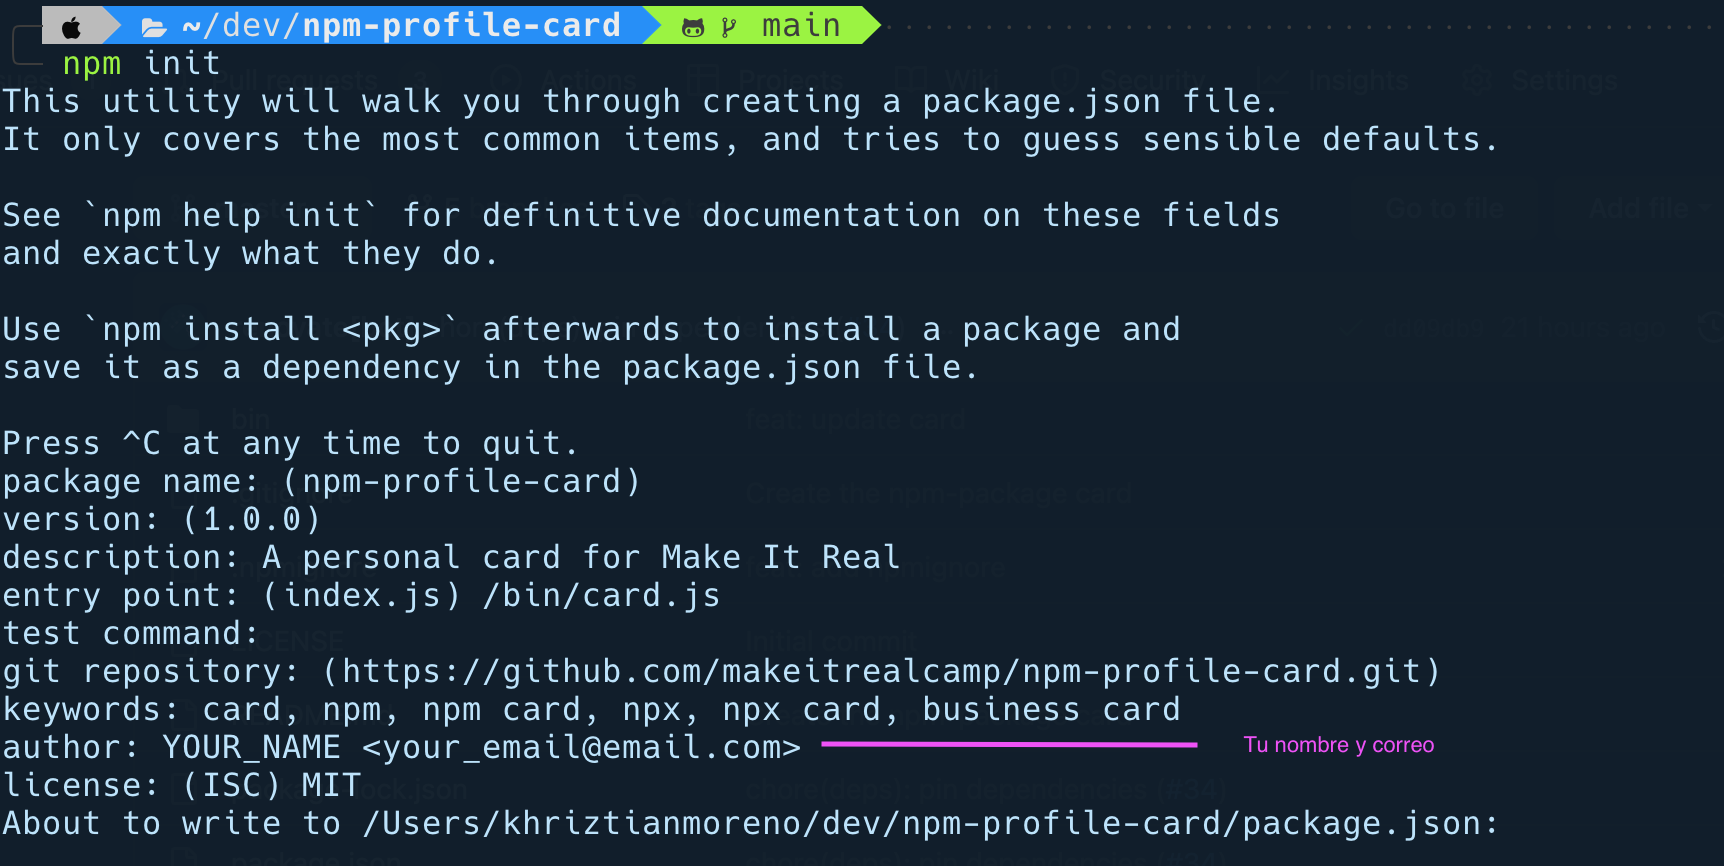 ~/dev/npm-profile-card main
npm init
This utility will walk you through creating a package.json file.
It only covers the most common items, and tries to guess sensible defaults.
See `npm help init` for definitive documentation on these fields
and exactly what they do.
Use `npm install <pkg>` afterwards to install a package and
save it as a dependency in the package.json file.
Press ^C at any time to quit.
package name: (npm-profile-card)
version: (1.0.0)
description: A personal card for Make It Real
entry point: (index.js) /bin/card.js
test command:
git repository: (https://github.com/makeitrealcamp/npm-profile-card.git)
keywords: card, npm, npm card, npx, npx card, business card
author: YOUR_NAME <your_email@email.com> Tu nombre y correo
license: (ISC) MIT
About to write to /Users/khriztianmoreno/dev/npm-profile-card/package.json: